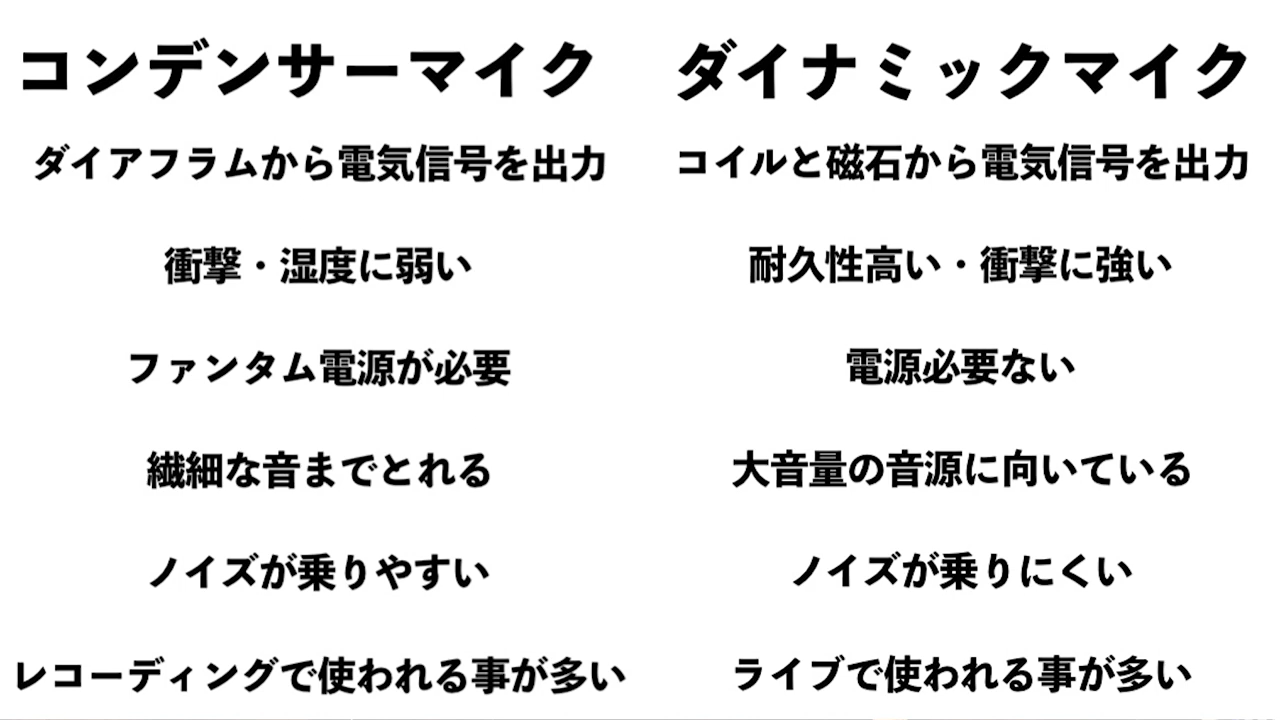 コンデンサーマイク
ダイナミックマイク
ダイアフラムから電気信号を出力
コイルと磁石から電気信号を出力
衝撃・湿度に弱い
耐久性高い・衝撃に強い
ファンタム電源が必要
電源必要ない
繊細な音までとれる
大音量の音源に向いている
ノイズが乗りやすい
ノイズが乗りにくい
レコーディングで使われる事が多い
ライブで使われる事が多い